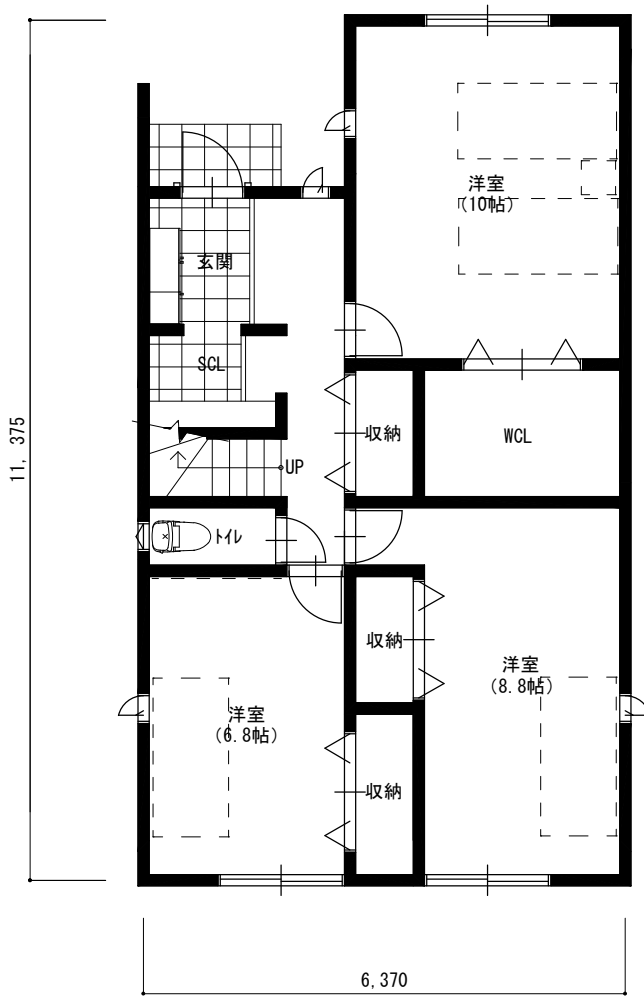 洋室
(10帖)
玄関
SCL
収納
WCL
11,375
UP
トイレ
収納
洋室
(8.8帖)
洋室
(6.8帖)
収納
6,370